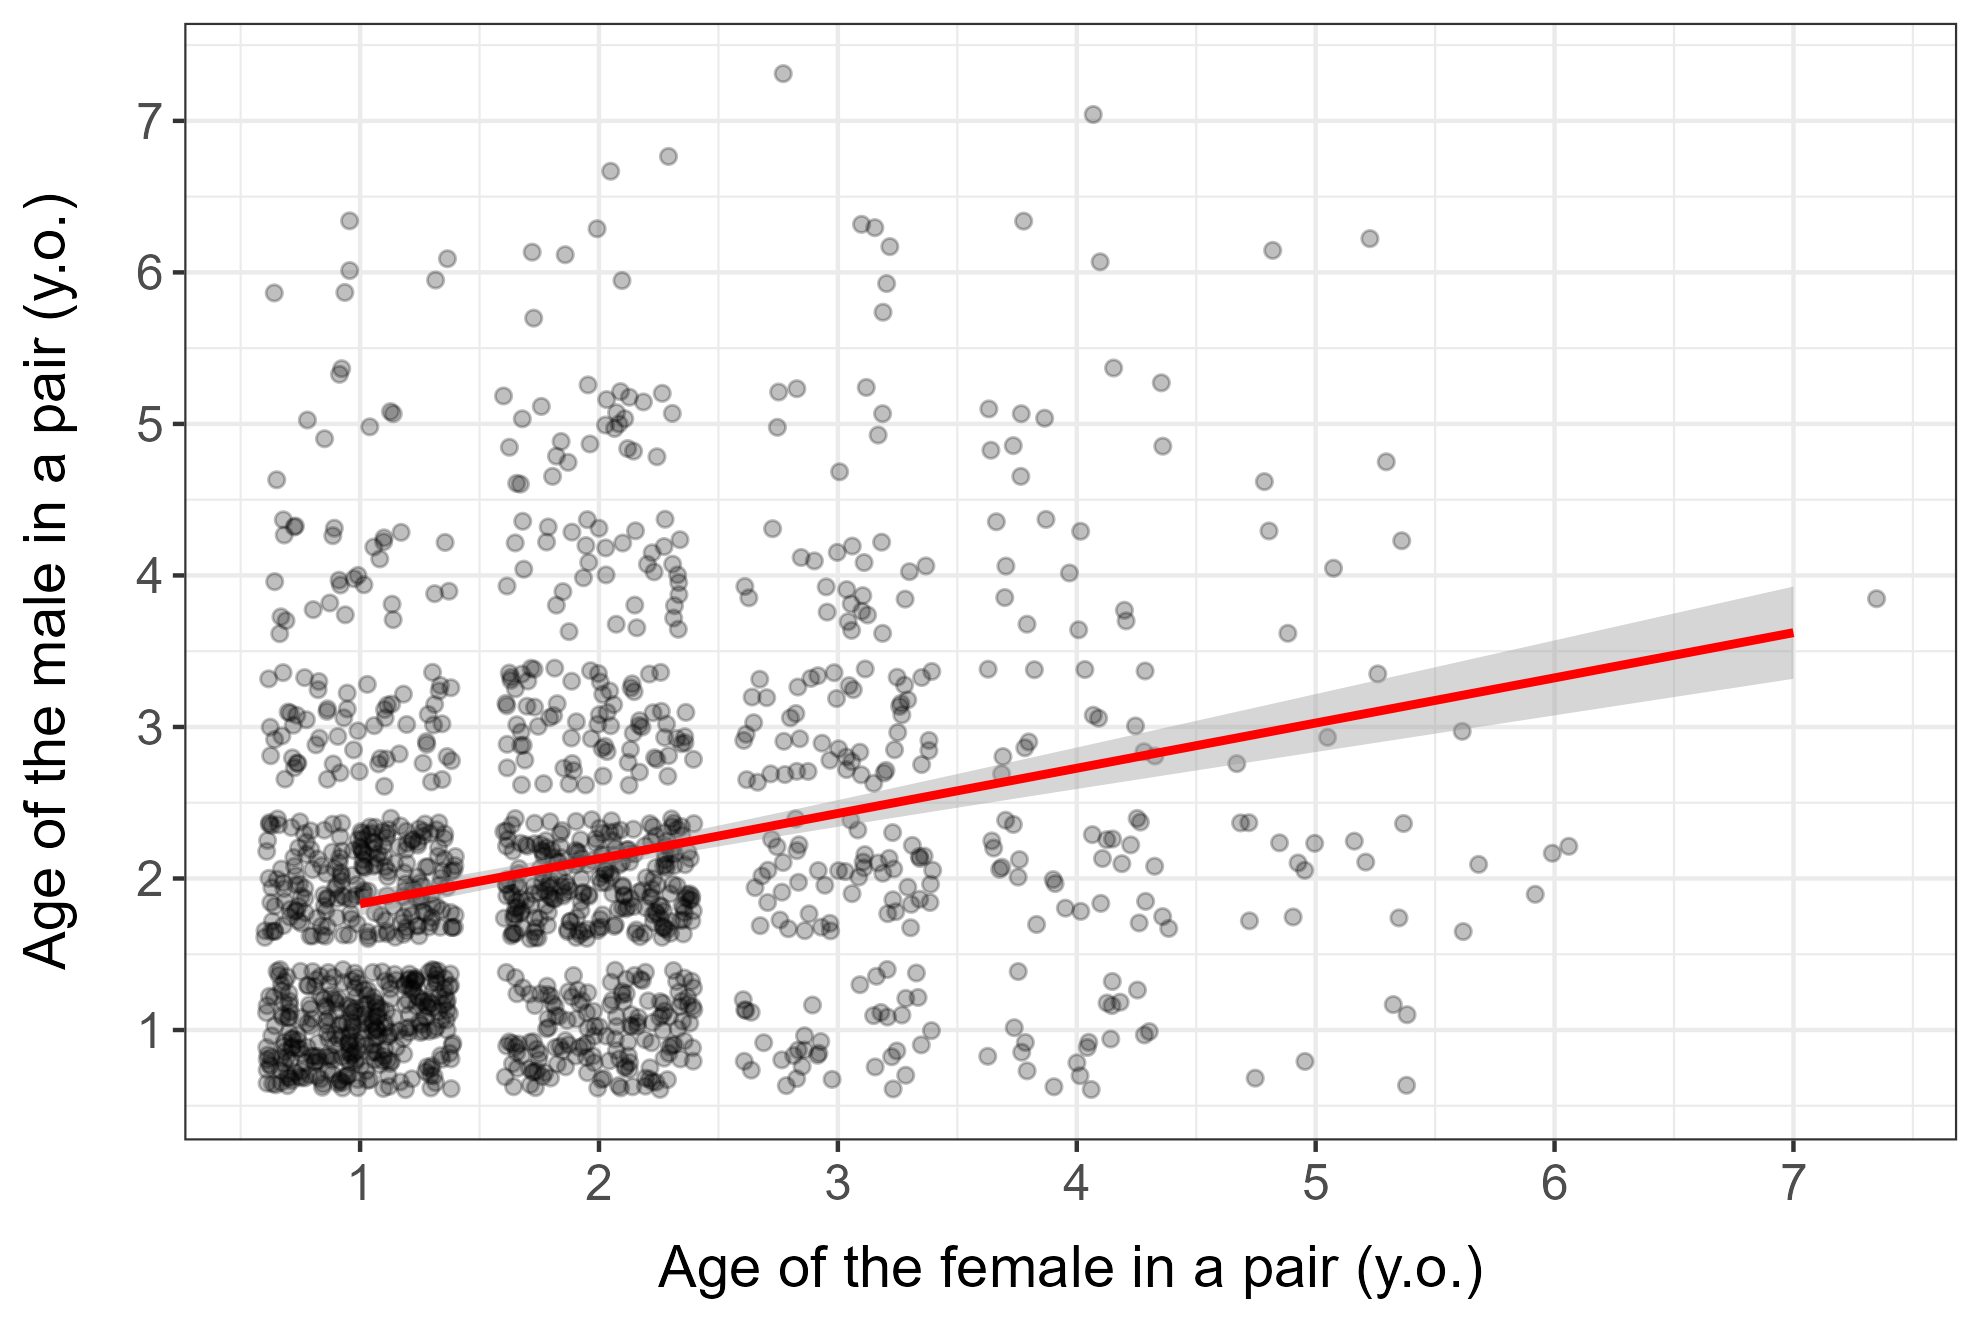 Age of the male in a pair (y.o.)
7
6
5
4
3
2
1
1 2 3 4 5 6 7
Age of the female in a pair (y.o.)